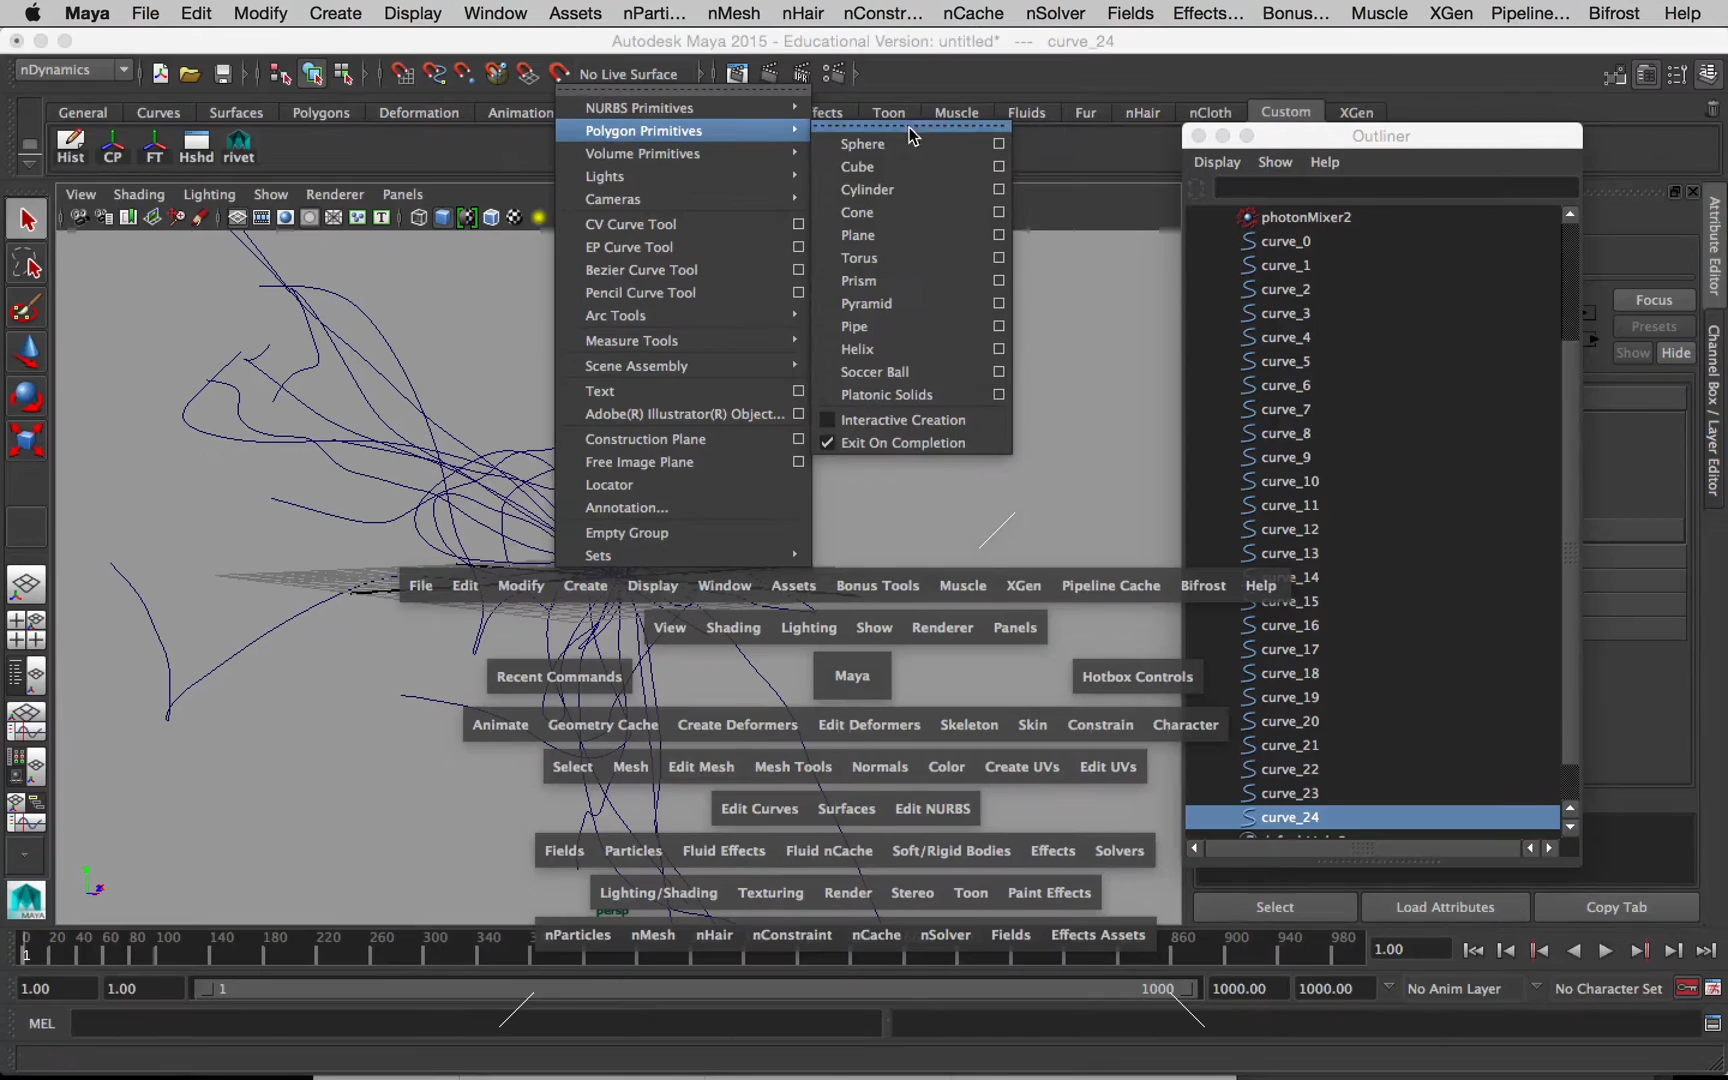 Maya File Edit Modify Create Display Window Assets nParti... nMesh nHair nConstr... nCache nSolver Fields Effects... Bonus... Muscle XGen Pipeline... Bifrost Help
Autodesk Maya 2015 - Educational Version: untitled* --- curve_24
nDynamics No Live Surface
General Curves Surfaces Polygons Deformation Animation ffects Toon Muscle Fluids Fur nHair nCloth Custom XGen
Hist CP FT Hshd rivet
View Shading Lighting Show Renderer Panels
NURBS Primitives
Polygon Primitives
Volume Primitives
Lights
Cameras
CV Curve Tool
EP Curve Tool
Bezier Curve Tool
Pencil Curve Tool
Arc Tools
Measure Tools
Scene Assembly
Text
Adobe(R) Illustrator(R) Object...
Construction Plane
Free Image Plane
Locator
Annotation...
Empty Group
Sets
Sphere
Cube
Cylinder
Cone
Plane
Torus
Prism
Pyramid
Pipe
Helix
Soccer Ball
Platonic Solids
Interactive Creation
Exit On Completion
Outliner
Display Show Help
photonMixer2
curve_0
curve_1
curve_2
curve_3
curve_4
curve_5
curve_6
curve_7
curve_8
curve_9
curve_10
curve_11
curve_12
curve_13
_14
curve_15
curve_16
curve_17
curve_18
curve_19
curve_20
curve_21
curve_22
curve_23
curve_24
Focus
Presets
Show Hide
Attribute Editor
Channel Box / Layer Editor
File Edit Modify Create Display Window Assets Bonus Tools Muscle XGen Pipeline Cache Bifrost Help
View Shading Lighting Show Renderer Panels
Recent Commands Maya Hotbox Controls
Animate Geometry Cache Create Deformers Edit Deformers Skeleton Skin Constrain Character
Select Mesh Edit Mesh Mesh Tools Normals Color Create UVs Edit UVs
Edit Curves Surfaces Edit NURBS
Fields Particles Fluid Effects Fluid nCache Soft/Rigid Bodies Effects Solvers
Lighting/Shading Texturing Render Stereo Toon Paint Effects
persp
nParticles nMesh nHair nConstraint nCache nSolver Fields Effects Assets
Select Load Attributes Copy Tab
MAYA
0 20 40 60 80 100 140 180 220 260 300 340 860 900 940 980 1.00
1
1.00 1.00 1 1000 1000.00 1000.00 No Anim Layer No Character Set
MEL